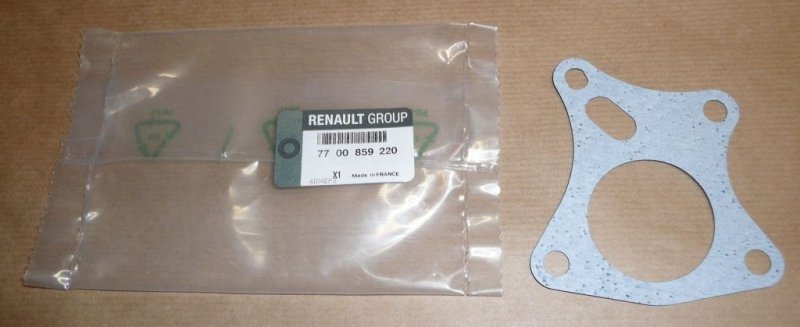 RENAULT GROUP
77 00 859 220
X1 Made in FRANCE